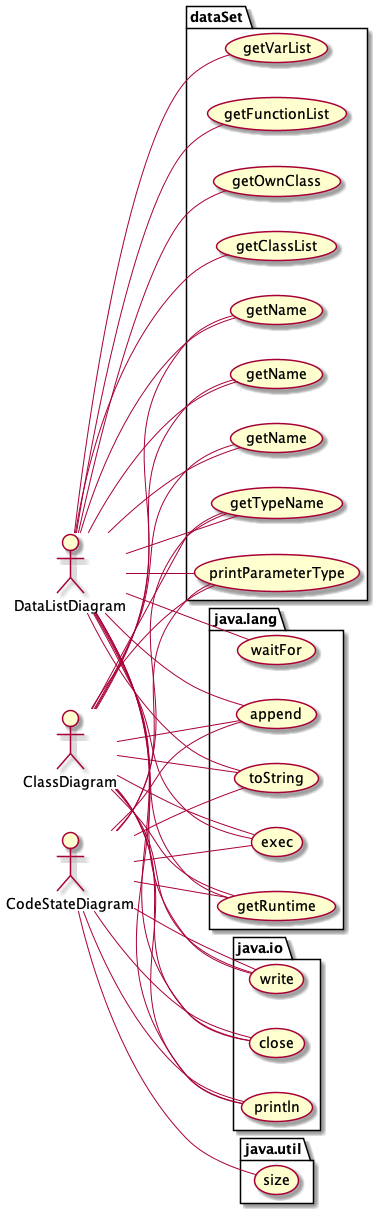 dataSet
getVarList
getFunctionList
getOwnClass
getClassList
getName
getName
getName
getTypeName
printParameterType
DataListDiagram
java.lang
waitFor
append
ClassDiagram
toString
exec
CodeStateDiagram
getRuntime
java.io
write
close
println
java.util
size